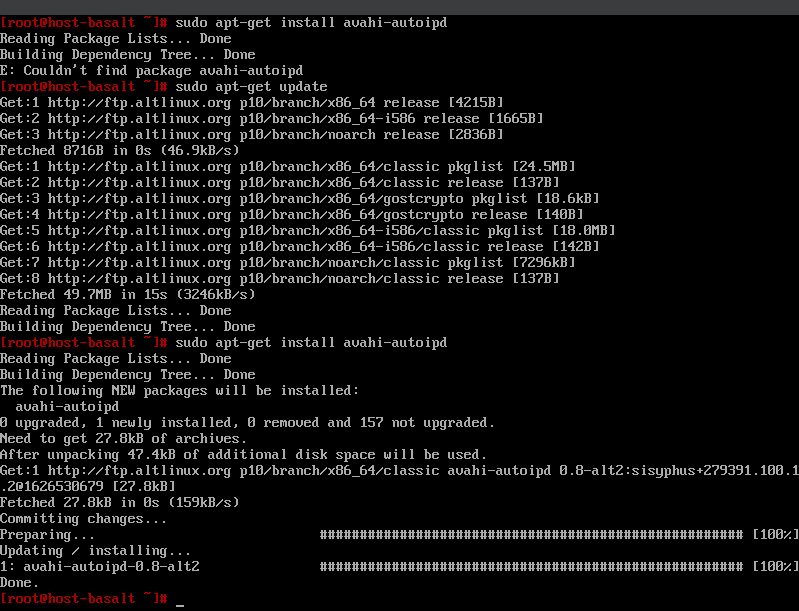 [root@host-basalt ~]# sudo apt-get install avahi-autoipd
Reading Package Lists... Done
Building Dependency Tree... Done
E: Couldn't find package avahi-autoipd
[root@host-basalt ~]# sudo apt-get update
Get:1 http://ftp.altlinux.org p10/branch/x86_64 release [4215B]
Get:2 http://ftp.altlinux.org p10/branch/x86_64-i586 release [1665B]
Get:3 http://ftp.altlinux.org p10/branch/noarch release [2836B]
Fetched 8716B in 0s (46.9kB/s)
Get:1 http://ftp.altlinux.org p10/branch/x86_64/classic pkglist [24.5MB]
Get:2 http://ftp.altlinux.org p10/branch/x86_64/classic release [137B]
Get:3 http://ftp.altlinux.org p10/branch/x86_64/gostcrypto pkglist [18.6kB]
Get:4 http://ftp.altlinux.org p10/branch/x86_64/gostcrypto release [140B]
Get:5 http://ftp.altlinux.org p10/branch/x86_64-i586/classic pkglist [18.0MB]
Get:6 http://ftp.altlinux.org p10/branch/x86_64-i586/classic release [142B]
Get:7 http://ftp.altlinux.org p10/branch/noarch/classic pkglist [7296kB]
Get:8 http://ftp.altlinux.org p10/branch/noarch/classic release [137B]
Fetched 49.7MB in 15s (3246kB/s)
Reading Package Lists... Done
Building Dependency Tree... Done
[root@host-basalt ~]# sudo apt-get install avahi-autoipd
Reading Package Lists... Done
Building Dependency Tree... Done
The following NEW packages will be installed:
  avahi-autoipd
0 upgraded, 1 newly installed, 0 removed and 157 not upgraded.
Need to get 27.8kB of archives.
After unpacking 47.4kB of additional disk space will be used.
Get:1 http://ftp.altlinux.org p10/branch/x86_64/classic avahi-autoipd 0.8-alt2:sisyphus+279391.100.1
.2@1626530679 [27.8kB]
Fetched 27.8kB in 0s (159kB/s)
Committing changes...
Preparing...                            ##################################################### [100%]
Updating / installing...
1: avahi-autoipd-0.8-alt2               ##################################################### [100%]
Done.
[root@host-basalt ~]# _